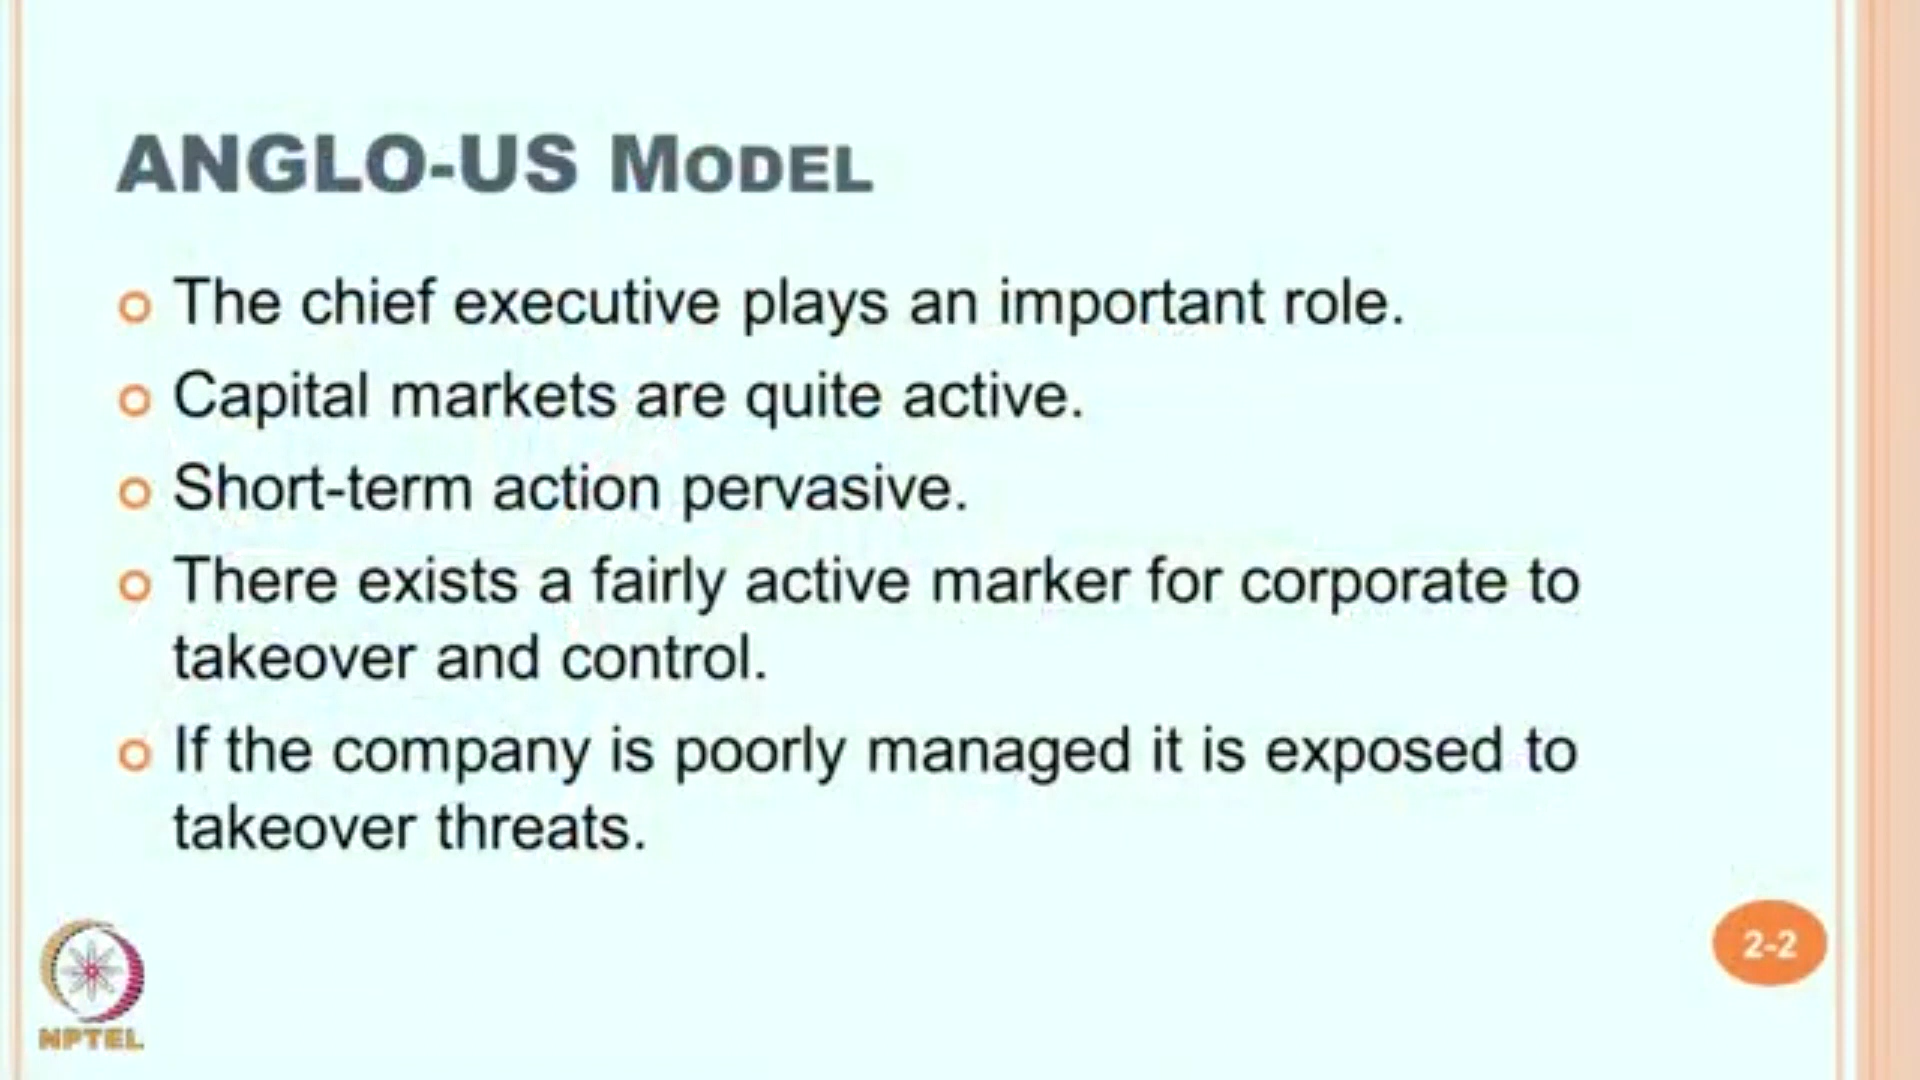 ANGLO-US MODEL
The chief executive plays an important role.
Capital markets are quite active.
Short-term action pervasive.
There exists a fairly active marker for corporate to
takeover and control.
If the company is poorly managed it is exposed to
takeover threats.
2-2
NPTEL